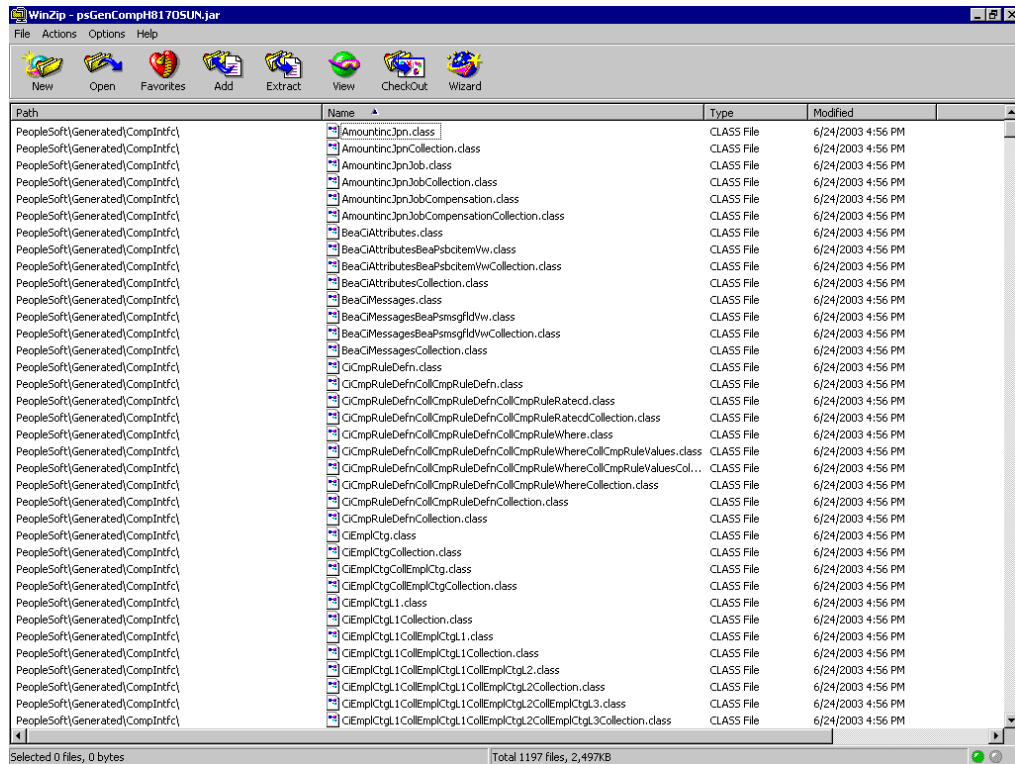 WinZip - psGenCompH817OSUN.jar
File Actions Options Help
New Open Favorites Add Extract View CheckOut Wizard
Path Name Type Modified
PeopleSoft\Generated\CompIntfc\ AmountincJpn.class CLASS File 6/24/2003 4:56 PM
PeopleSoft\Generated\CompIntfc\ AmountincJpnCollection.class CLASS File 6/24/2003 4:56 PM
PeopleSoft\Generated\CompIntfc\ AmountincJpnJob.class CLASS File 6/24/2003 4:56 PM
PeopleSoft\Generated\CompIntfc\ AmountincJpnJobCollection.class CLASS File 6/24/2003 4:56 PM
PeopleSoft\Generated\CompIntfc\ AmountincJpnJobCompensation.class CLASS File 6/24/2003 4:56 PM
PeopleSoft\Generated\CompIntfc\ AmountincJpnJobCompensationCollection.class CLASS File 6/24/2003 4:56 PM
PeopleSoft\Generated\CompIntfc\ BeaCiAttributes.class CLASS File 6/24/2003 4:56 PM
PeopleSoft\Generated\CompIntfc\ BeaCiAttributesBeaPsbcitemVw.class CLASS File 6/24/2003 4:56 PM
PeopleSoft\Generated\CompIntfc\ BeaCiAttributesBeaPsbcitemVwCollection.class CLASS File 6/24/2003 4:56 PM
PeopleSoft\Generated\CompIntfc\ BeaCiAttributesCollection.class CLASS File 6/24/2003 4:56 PM
PeopleSoft\Generated\CompIntfc\ BeaCiMessages.class CLASS File 6/24/2003 4:56 PM
PeopleSoft\Generated\CompIntfc\ BeaCiMessagesBeaPsmsgfldVw.class CLASS File 6/24/2003 4:56 PM
PeopleSoft\Generated\CompIntfc\ BeaCiMessagesBeaPsmsgfldVwCollection.class CLASS File 6/24/2003 4:56 PM
PeopleSoft\Generated\CompIntfc\ BeaCiMessagesCollection.class CLASS File 6/24/2003 4:56 PM
PeopleSoft\Generated\CompIntfc\ CiCmpRuleDefn.class CLASS File 6/24/2003 4:56 PM
PeopleSoft\Generated\CompIntfc\ CiCmpRuleDefnCollCmpRuleDefn.class CLASS File 6/24/2003 4:56 PM
PeopleSoft\Generated\CompIntfc\ CiCmpRuleDefnCollCmpRuleDefnCollCmpRuleRatecd.class CLASS File 6/24/2003 4:56 PM
PeopleSoft\Generated\CompIntfc\ CiCmpRuleDefnCollCmpRuleDefnCollCmpRuleRatecdCollection.class CLASS File 6/24/2003 4:56 PM
PeopleSoft\Generated\CompIntfc\ CiCmpRuleDefnCollCmpRuleDefnCollCmpRuleWhere.class CLASS File 6/24/2003 4:56 PM
PeopleSoft\Generated\CompIntfc\ CiCmpRuleDefnCollCmpRuleDefnCollCmpRuleWhereCollCmpRuleValues.class CLASS File 6/24/2003 4:56 PM
PeopleSoft\Generated\CompIntfc\ CiCmpRuleDefnCollCmpRuleDefnCollCmpRuleWhereCollCmpRuleValuesCol... CLASS File 6/24/2003 4:56 PM
PeopleSoft\Generated\CompIntfc\ CiCmpRuleDefnCollCmpRuleDefnCollCmpRuleWhereCollection.class CLASS File 6/24/2003 4:56 PM
PeopleSoft\Generated\CompIntfc\ CiCmpRuleDefnCollCmpRuleDefnCollection.class CLASS File 6/24/2003 4:56 PM
PeopleSoft\Generated\CompIntfc\ CiCmpRuleDefnCollection.class CLASS File 6/24/2003 4:56 PM
PeopleSoft\Generated\CompIntfc\ CiEmplCtg.class CLASS File 6/24/2003 4:56 PM
PeopleSoft\Generated\CompIntfc\ CiEmplCtgCollection.class CLASS File 6/24/2003 4:56 PM
PeopleSoft\Generated\CompIntfc\ CiEmplCtgCollEmplCtg.class CLASS File 6/24/2003 4:56 PM
PeopleSoft\Generated\CompIntfc\ CiEmplCtgCollEmplCtgCollection.class CLASS File 6/24/2003 4:56 PM
PeopleSoft\Generated\CompIntfc\ CiEmplCtgL1.class CLASS File 6/24/2003 4:56 PM
PeopleSoft\Generated\CompIntfc\ CiEmplCtgL1Collection.class CLASS File 6/24/2003 4:56 PM
PeopleSoft\Generated\CompIntfc\ CiEmplCtgL1CollEmplCtgL1.class CLASS File 6/24/2003 4:56 PM
PeopleSoft\Generated\CompIntfc\ CiEmplCtgL1CollEmplCtgL1Collection.class CLASS File 6/24/2003 4:56 PM
PeopleSoft\Generated\CompIntfc\ CiEmplCtgL1CollEmplCtgL1CollEmplCtgL2.class CLASS File 6/24/2003 4:56 PM
PeopleSoft\Generated\CompIntfc\ CiEmplCtgL1CollEmplCtgL1CollEmplCtgL2Collection.class CLASS File 6/24/2003 4:56 PM
PeopleSoft\Generated\CompIntfc\ CiEmplCtgL1CollEmplCtgL1CollEmplCtgL2CollEmplCtgL3.class CLASS File 6/24/2003 4:56 PM
PeopleSoft\Generated\CompIntfc\ CiEmplCtgL1CollEmplCtgL1CollEmplCtgL2CollEmplCtgL3Collection.class CLASS File 6/24/2003 4:56 PM
Selected 0 files, 0 bytes Total 1197 files, 2,497KB